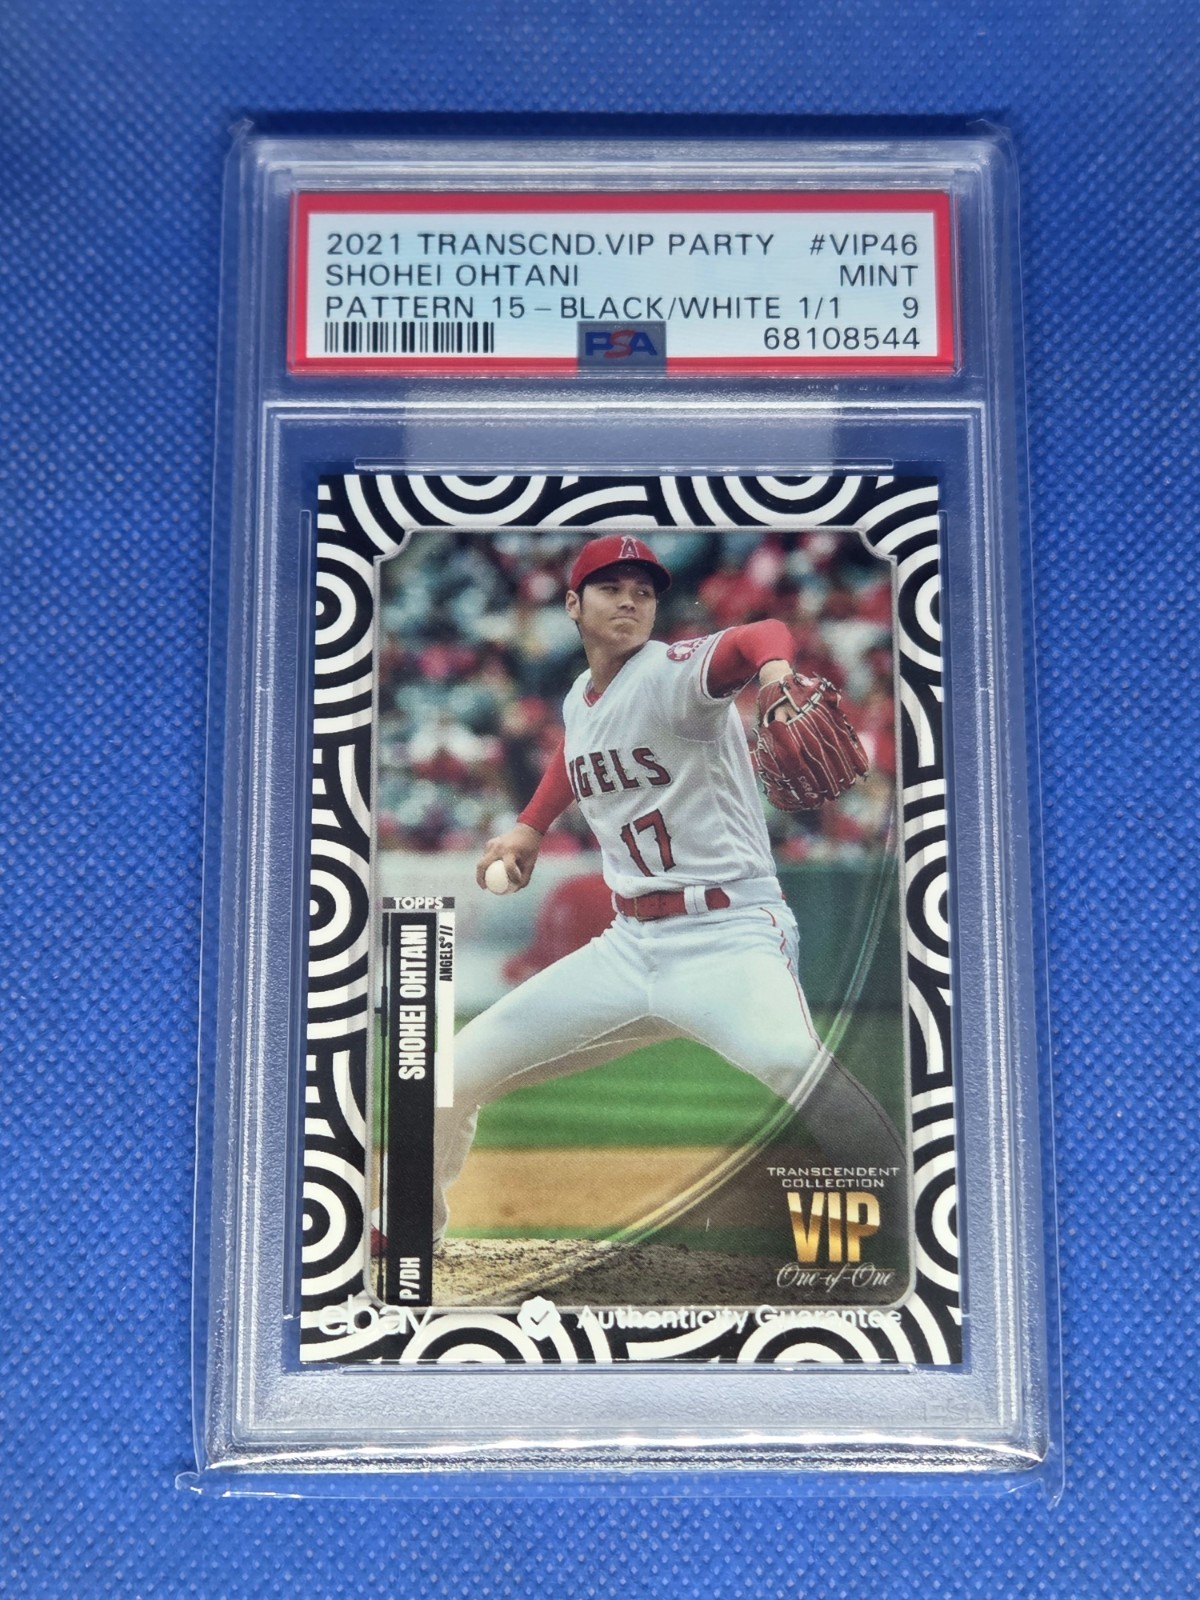 2021 TRANSCND.VIP PARTY #VIP46
SHOHEI OHTANI MINT
PATTERN 15 - BLACK/WHITE 1/1 9
PSA 68108544
A
ANGELS
17
TOPPS
SHOHEI OHTANI
ANGELS®//
P/DH
TRANSCENDENT
COLLECTION
VIP
One-of-One
ebay Authenticity Guarantee
PSA